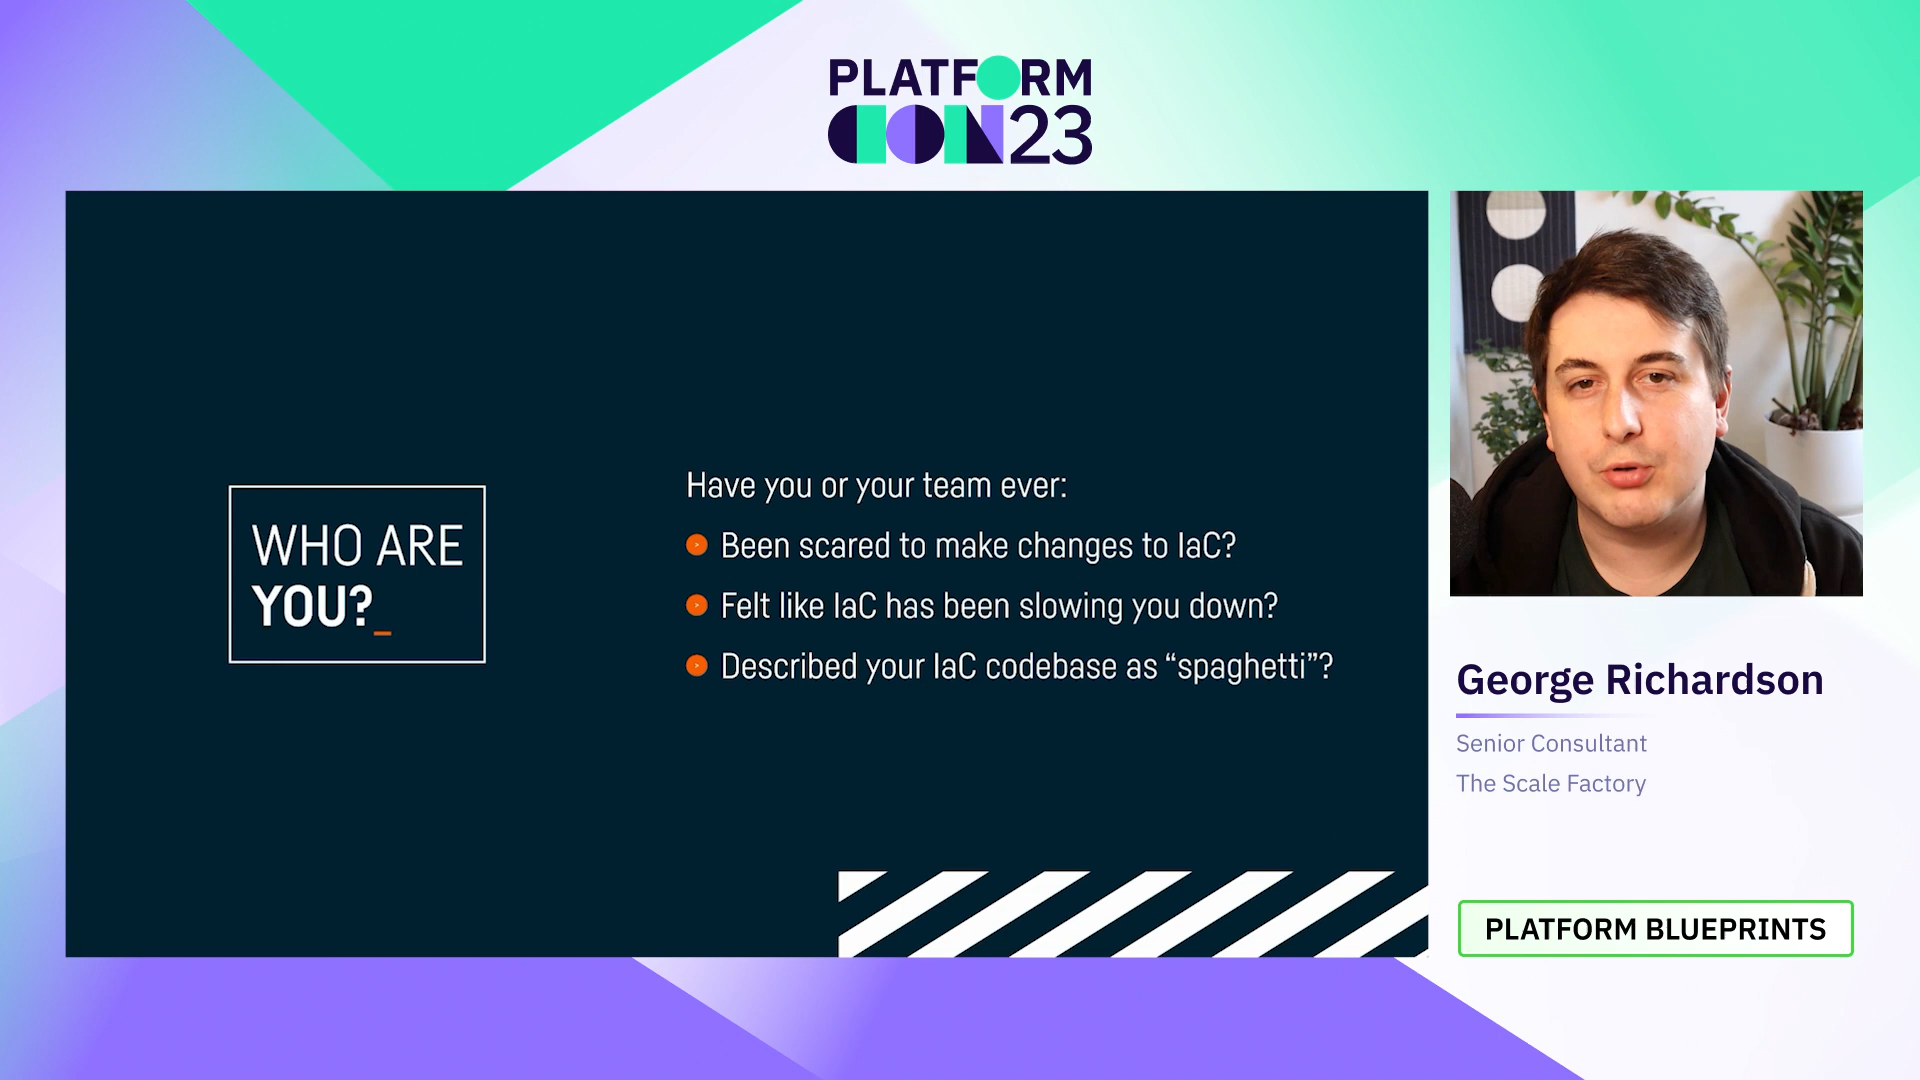 PLATFORM
CON23
WHO ARE
YOU?_
Have you or your team ever:
Been scared to make changes to IaC?
Felt like IaC has been slowing you down?
Described your IaC codebase as “spaghetti”?
George Richardson
Senior Consultant
The Scale Factory
PLATFORM BLUEPRINTS